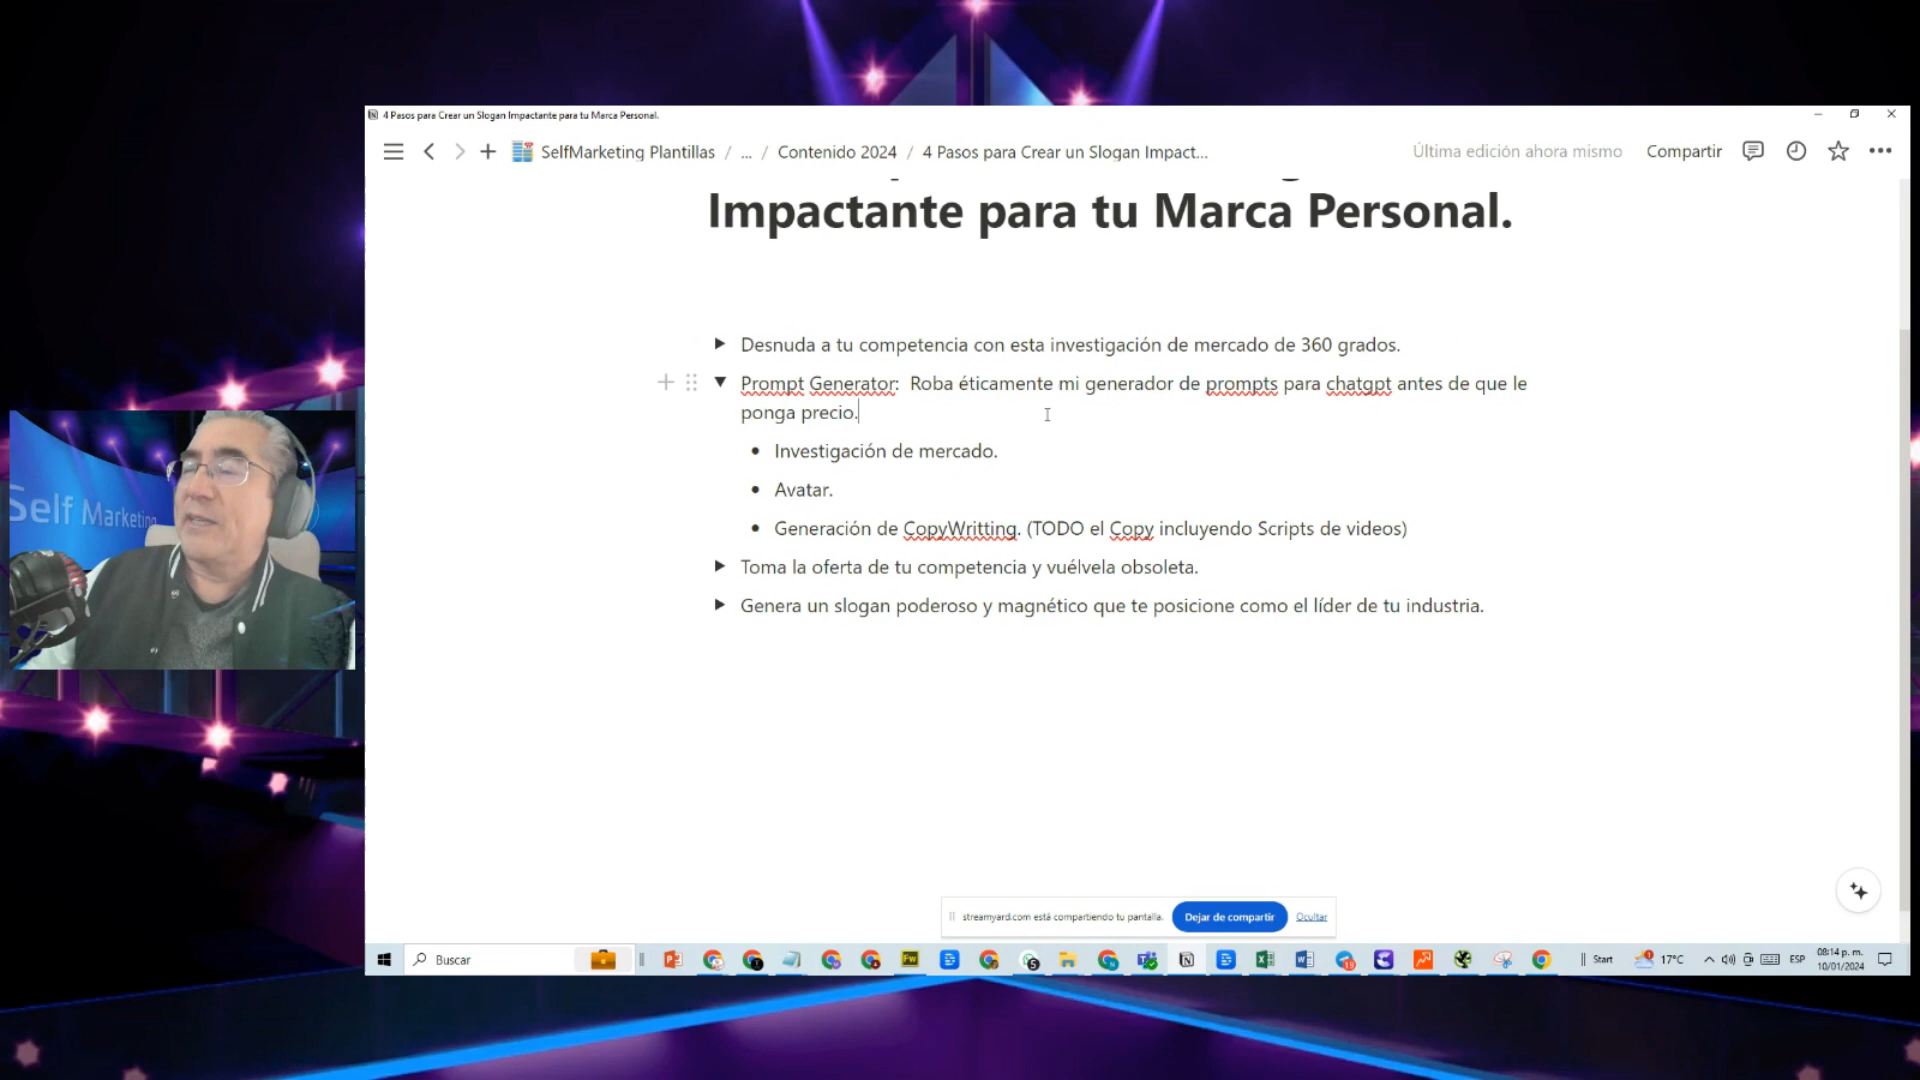 4 Pasos para Crear un Slogan Impactante para tu Marca Personal.
SelfMarketing Plantillas / ... / Contenido 2024 / 4 Pasos para Crear un Slogan Impact...
Última edición ahora mismo
Compartir
Impactante para tu Marca Personal.
Desnuda a tu competencia con esta investigación de mercado de 360 grados.
Prompt Generator: Roba éticamente mi generador de prompts para chatgpt antes de que le
ponga precio.
• Investigación de mercado.
• Avatar.
• Generación de CopyWritting. (TODO el Copy incluyendo Scripts de videos)
Toma la oferta de tu competencia y vuélvela obsoleta.
Genera un slogan poderoso y magnético que te posicione como el líder de tu industria.
Self Marketing
streamyard.com está compartiendo tu pantalla.
Dejar de compartir
Ocultar
Buscar
Fw
Start
17°C
ESP
08:14 p. m.
10/01/2024